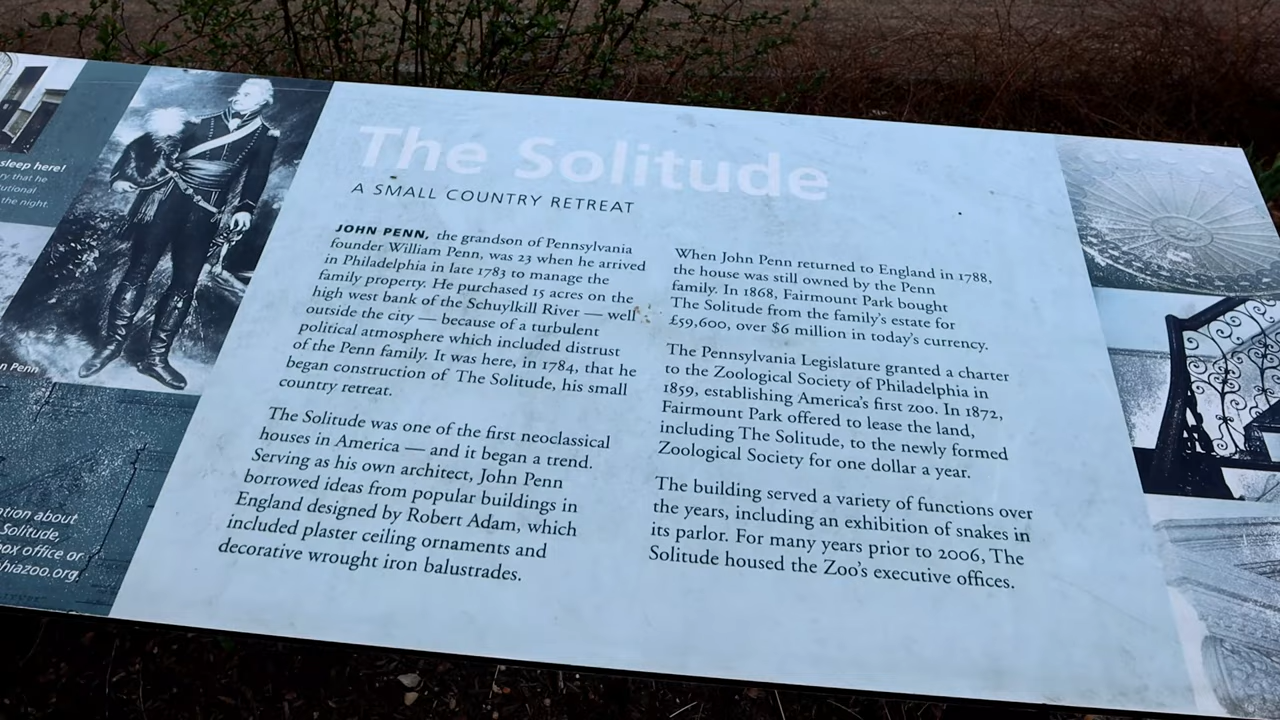 sleep here!
ry that he
tutional
the night.
n Penn
ation about
Solitude,
box office or
phiazoo.org.
The Solitude
A SMALL COUNTRY RETREAT
JOHN PENN, the grandson of Pennsylvania
founder William Penn, was 23 when he arrived
in Philadelphia in late 1783 to manage the
family property. He purchased 15 acres on the
high west bank of the Schuylkill River — well
outside the city — because of a turbulent
political atmosphere which included distrust
of the Penn family. It was here, in 1784, that he
began construction of The Solitude, his small
country retreat.
The Solitude was one of the first neoclassical
houses in America — and it began a trend.
Serving as his own architect, John Penn
borrowed ideas from popular buildings in
England designed by Robert Adam, which
included plaster ceiling ornaments and
decorative wrought iron balustrades.
When John Penn returned to England in 1788,
the house was still owned by the Penn
family. In 1868, Fairmount Park bought
The Solitude from the family's estate for
£59,600, over $6 million in today's currency.
The Pennsylvania Legislature granted a charter
to the Zoological Society of Philadelphia in
1859, establishing America's first zoo. In 1872,
Fairmount Park offered to lease the land,
including The Solitude, to the newly formed
Zoological Society for one dollar a year.
The building served a variety of functions over
the years, including an exhibition of snakes in
its parlor. For many years prior to 2006, The
Solitude housed the Zoo's executive offices.